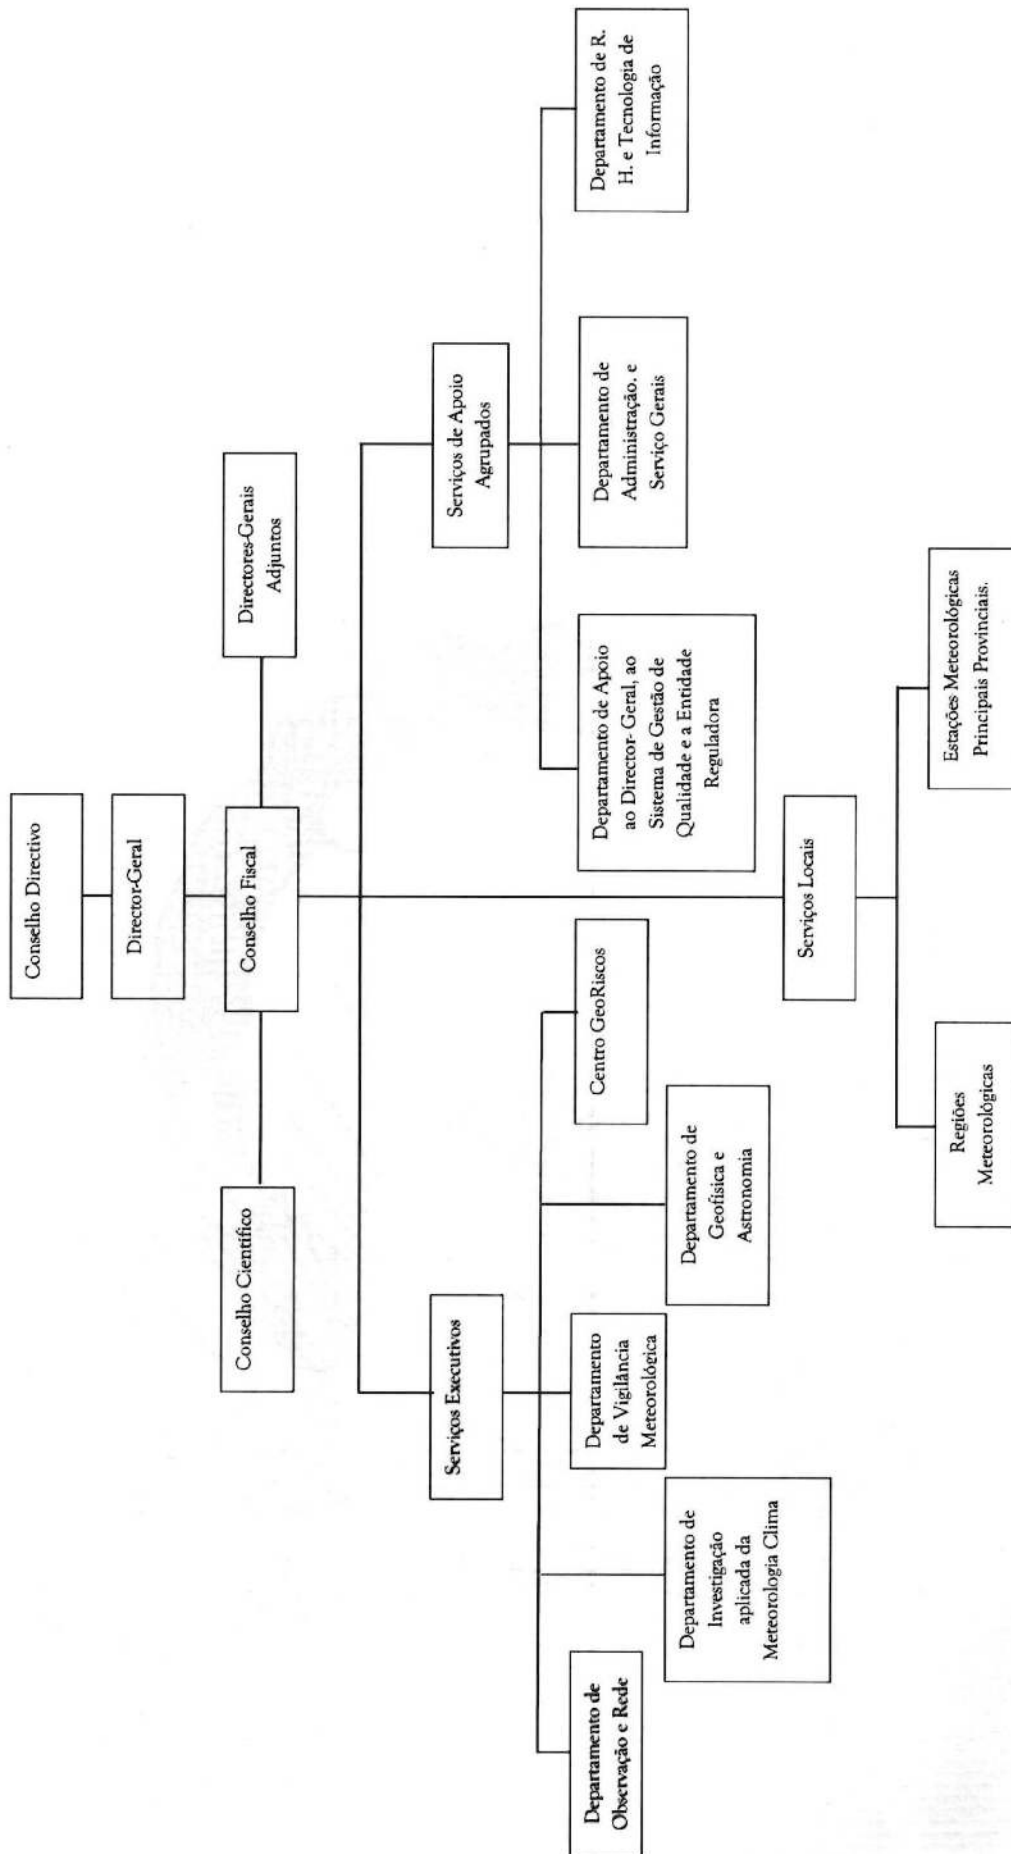 Conselho Directivo
Director-Geral
Conselho Científico
Conselho Fiscal
Directores-Gerais
Adjuntos
Serviços Executivos
Serviços de Apoio
Agrupados
Departamento de
Observação e Rede
Departamento de
Investigação
aplicada da
Meteorologia Clima
Departamento
de Vigilância
Meteorológica
Departamento de
Geofísica e
Astronomia
Centro GeoRiscos
Departamento de Apoio
ao Director- Geral, ao
Sistema de Gestão de
Qualidade e a Entidade
Reguladora
Departamento de
Administração. e
Serviço Gerais
Departamento de R.
H. e Tecnologia de
Informação
Serviços Locais
Regiões
Meteorológicas
Estações Meteorológicas
Principais Provinciais.